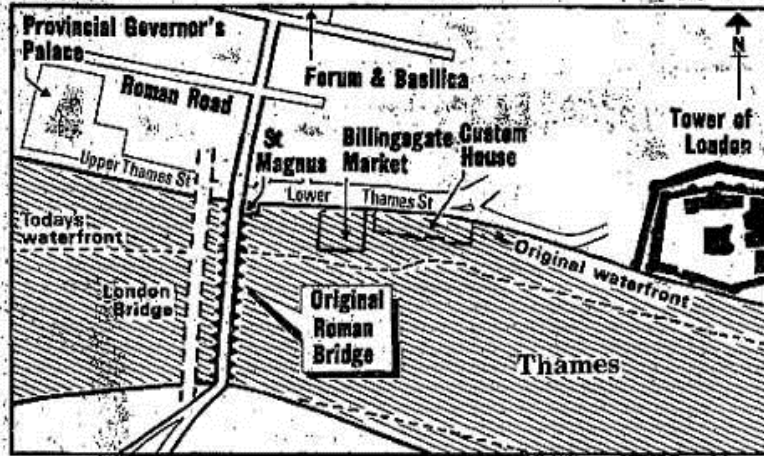 Provincial Governor's
Palace
Roman Road
Forum & Basilica
N
Tower of
London
St
Magnus
Billingsgate
Market
Custom
House
Upper Thames St
Lower Thames St
Today's
waterfront
Original waterfront
London
Bridge
Original
Roman
Bridge
Thames